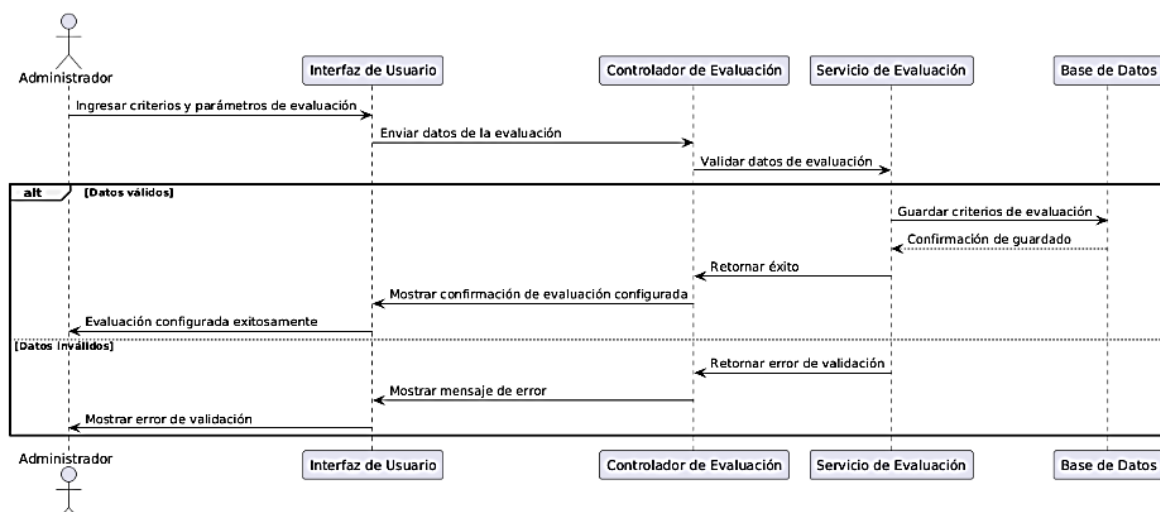 Administrador
Interfaz de Usuario
Controlador de Evaluación
Servicio de Evaluación
Base de Datos
Ingresar criterios y parámetros de evaluación
Enviar datos de la evaluación
Validar datos de evaluación
alt
[Datos válidos]
Guardar criterios de evaluación
Confirmación de guardado
Retornar éxito
Mostrar confirmación de evaluación configurada
Evaluación configurada exitosamente
[Datos inválidos]
Retornar error de validación
Mostrar mensaje de error
Mostrar error de validación
Administrador
Interfaz de Usuario
Controlador de Evaluación
Servicio de Evaluación
Base de Datos